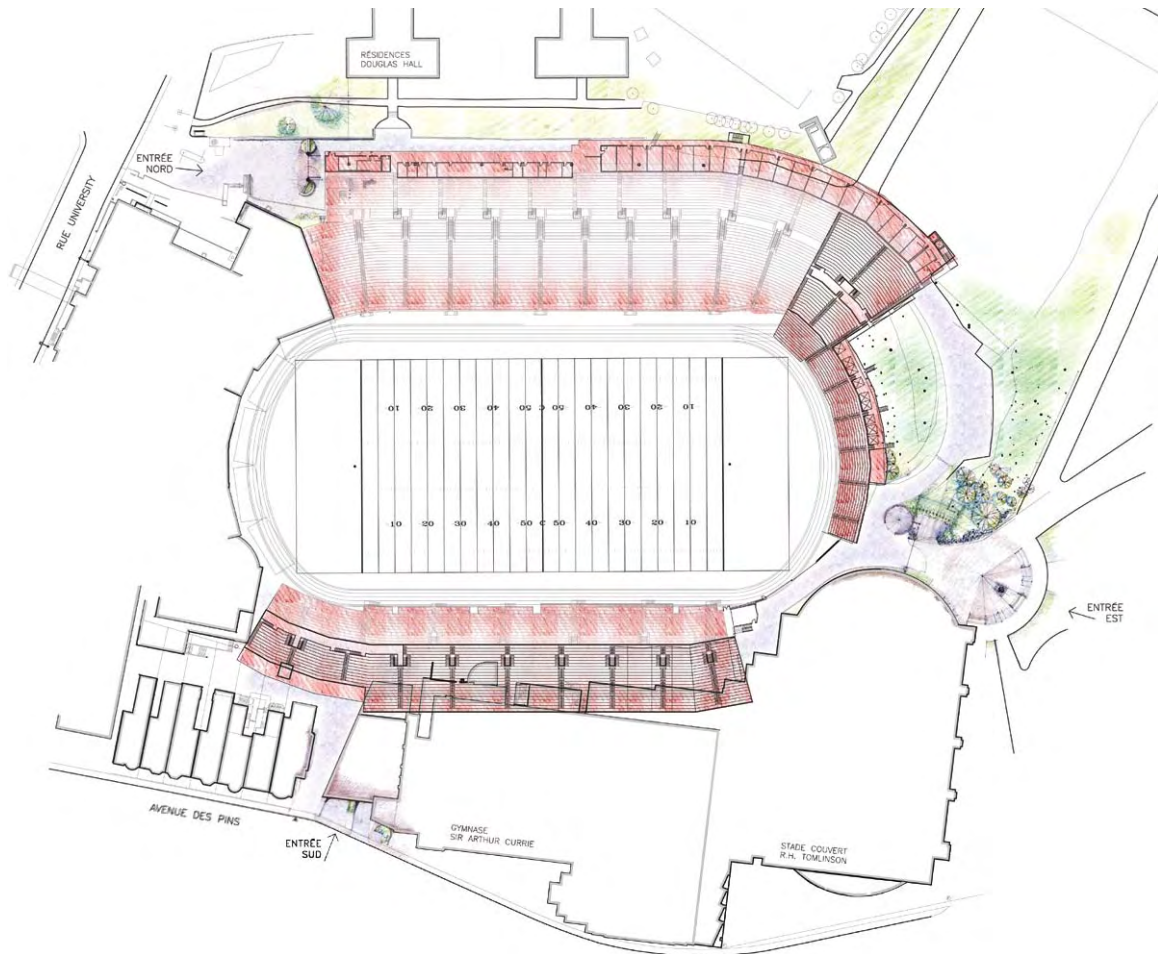 RÉSIDENCES
DOUGLAS HALL
ENTRÉE
NORD
RUE UNIVERSITY
10 20 30 40 50 C 50 40 30 20 10
10 20 30 40 50 C 50 40 30 20 10
ENTRÉE
EST
AVENUE DES PINS
ENTRÉE
SUD
GYMNASE
SIR ARTHUR CURRIE
STADE COUVERT
R.H. TOMLINSON